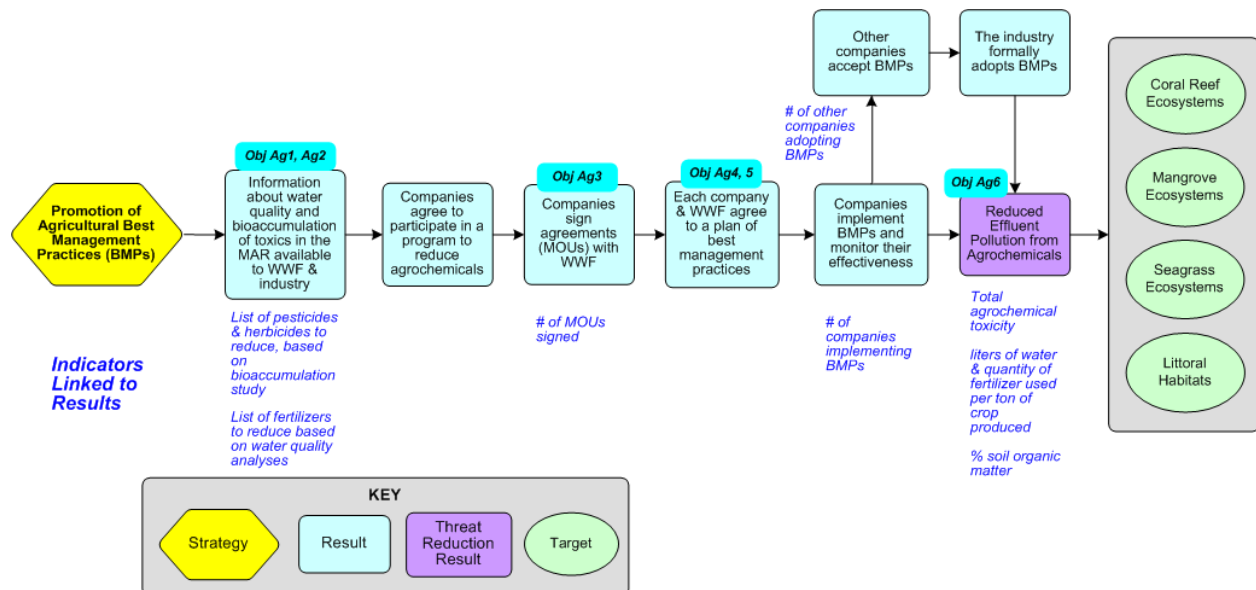 Promotion of
Agricultural Best
Management
Practices (BMPs)
Obj Ag1, Ag2
Information
about water
quality and
bioaccumulation
of toxics in the
MAR available
to WWF &
industry
List of pesticides
& herbicides to
reduce, based
on
bioaccumulation
study
List of fertilizers
to reduce based
on water quality
analyses
Companies
agree to
participate in a
program to
reduce
agrochemicals
Obj Ag3
Companies
sign
agreements
(MOUs) with
WWF
# of MOUs
signed
Obj Ag4, 5
Each company
& WWF agree
to a plan of
best
management
practices
Companies
implement
BMPs and
monitor their
effectiveness
# of
companies
implementing
BMPs
# of other
companies
adopting
BMPs
Other
companies
accept BMPs
The industry
formally
adopts BMPs
Obj Ag6
Reduced
Effluent
Pollution from
Agrochemicals
Total
agrochemical
toxicity
liters of water
& quantity of
fertilizer used
per ton of
crop
produced
% soil organic
matter
Coral Reef
Ecosystems
Mangrove
Ecosystems
Seagrass
Ecosystems
Littoral
Habitats
Indicators
Linked to
Results
KEY
Strategy
Result
Threat
Reduction
Result
Target